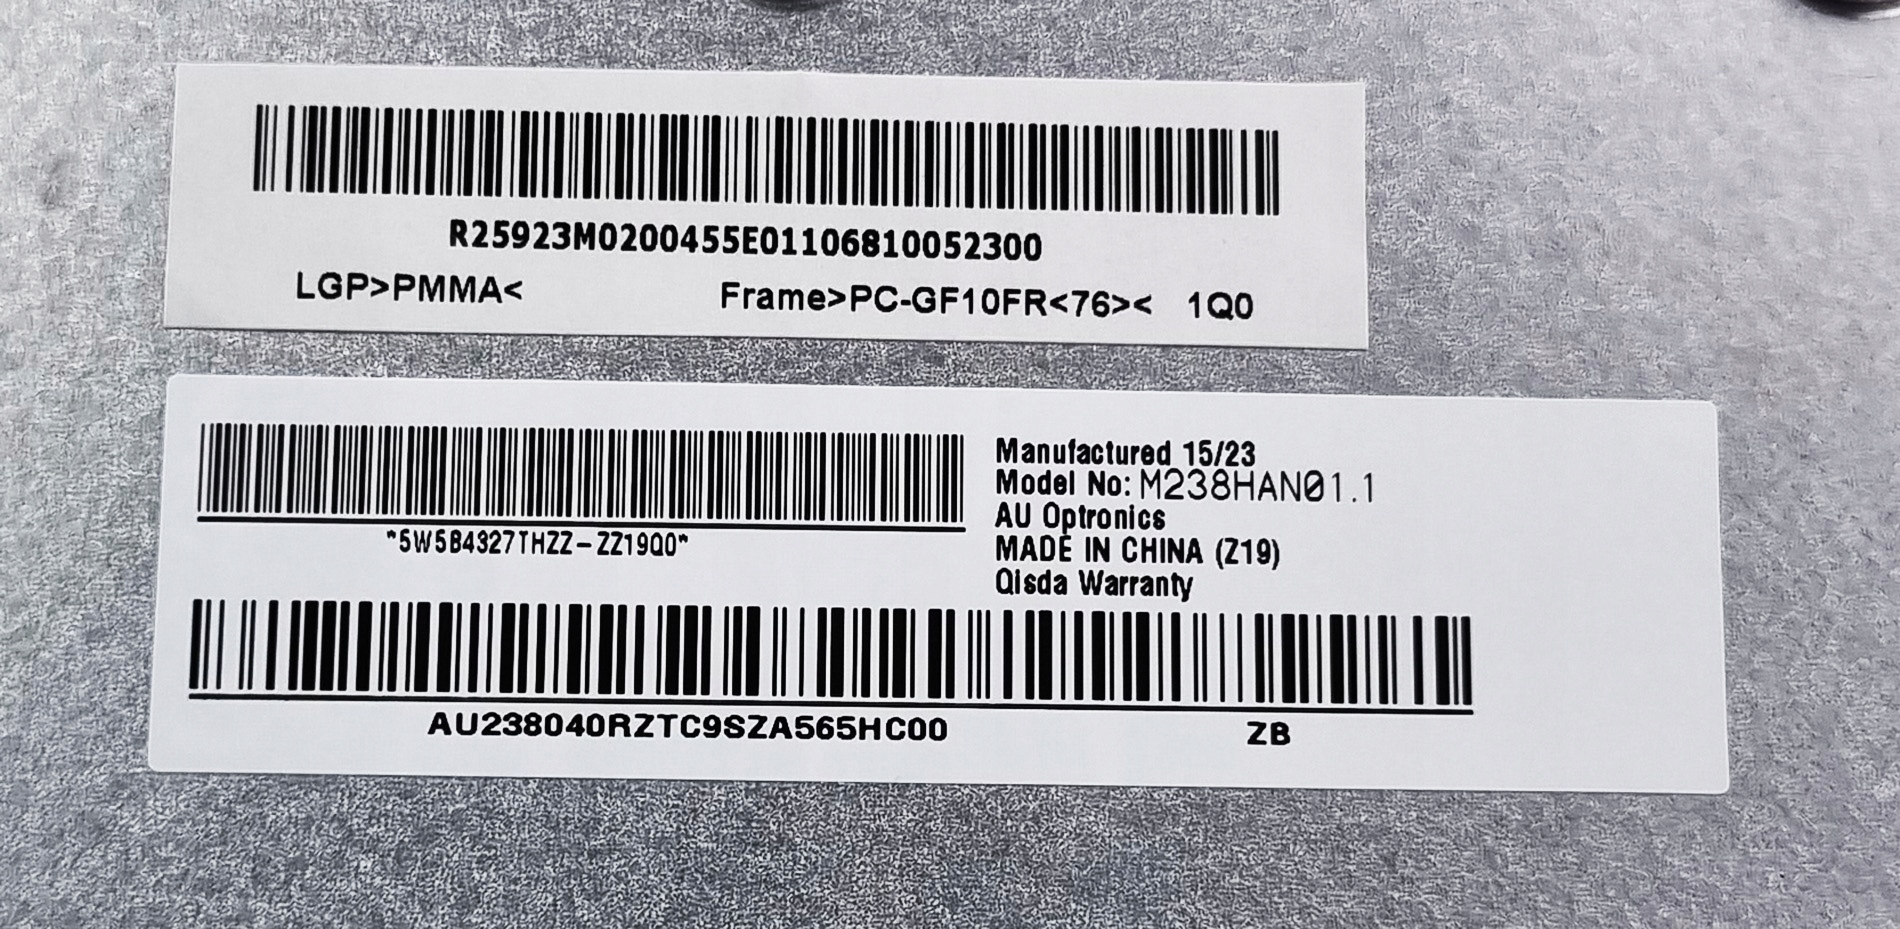 R25923M0200455E01106810052300
LGP>PMMA< Frame>PC-GF10FR<76>< 1Q0
Manufactured 15/23
Model No: M238HAN01.1
AU Optronics
MADE IN CHINA (Z19)
Qisda Warranty
*5W5B4327THZZ-ZZ19Q0*
AU238040RZTC9SZA565HC00 ZB